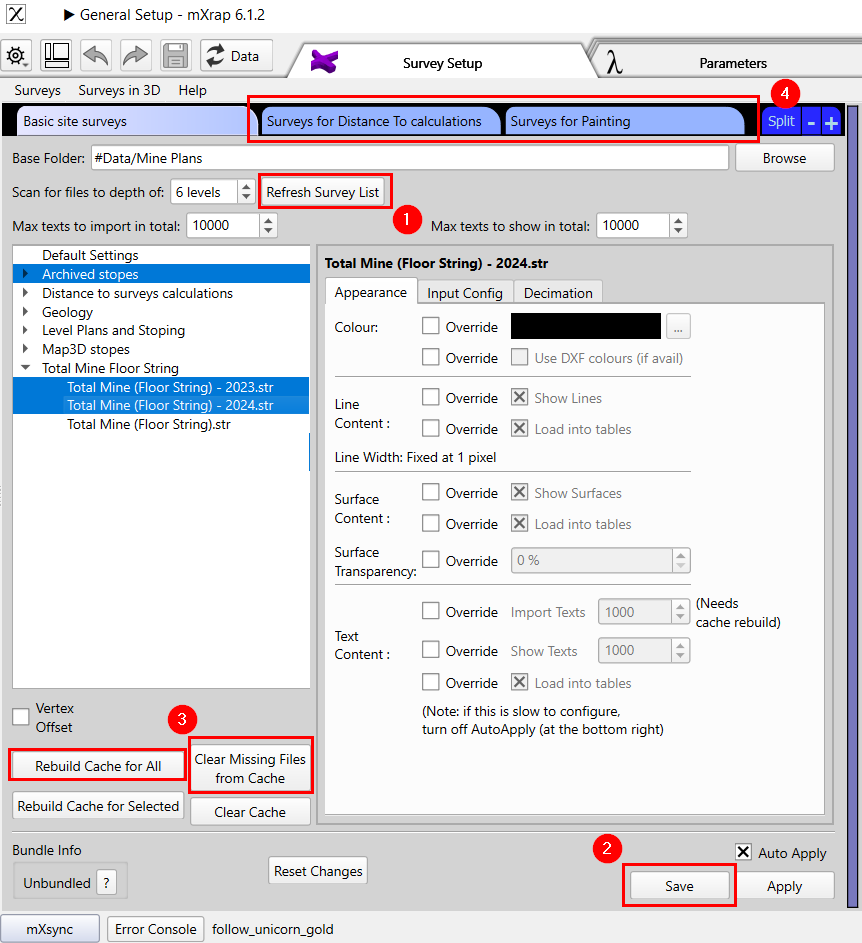 General Setup - mXrap 6.1.2
Data
Survey Setup
λ
Parameters
Surveys Surveys in 3D Help
4
Basic site surveys
Surveys for Distance To calculations
Surveys for Painting
Split - +
Base Folder: #Data/Mine Plans Browse
Scan for files to depth of: 6 levels Refresh Survey List
1
Max texts to import in total: 10000 Max texts to show in total: 10000
Default Settings
Archived stopes
Distance to surveys calculations
Geology
Level Plans and Stoping
Map3D stopes
Total Mine Floor String
Total Mine (Floor String) - 2023.str
Total Mine (Floor String) - 2024.str
Total Mine (Floor String).str
Total Mine (Floor String) - 2024.str
Appearance Input Config Decimation
Colour: Override ...
Override Use DXF colours (if avail)
Line
Content :
Override Show Lines
Override Load into tables
Line Width: Fixed at 1 pixel
Surface
Content :
Override Show Surfaces
Override Load into tables
Surface
Transparency:
Override 0 %
Text
Content :
Override Import Texts 1000 (Needs
cache rebuild)
Override Show Texts 1000
Override Load into tables
(Note: if this is slow to configure,
turn off AutoApply (at the bottom right)
Vertex
Offset
3
Rebuild Cache for All
Clear Missing Files
from Cache
Rebuild Cache for Selected
Clear Cache
Bundle Info
Unbundled ?
Reset Changes
2
Auto Apply
Save
Apply
mXsync Error Console follow_unicorn_gold